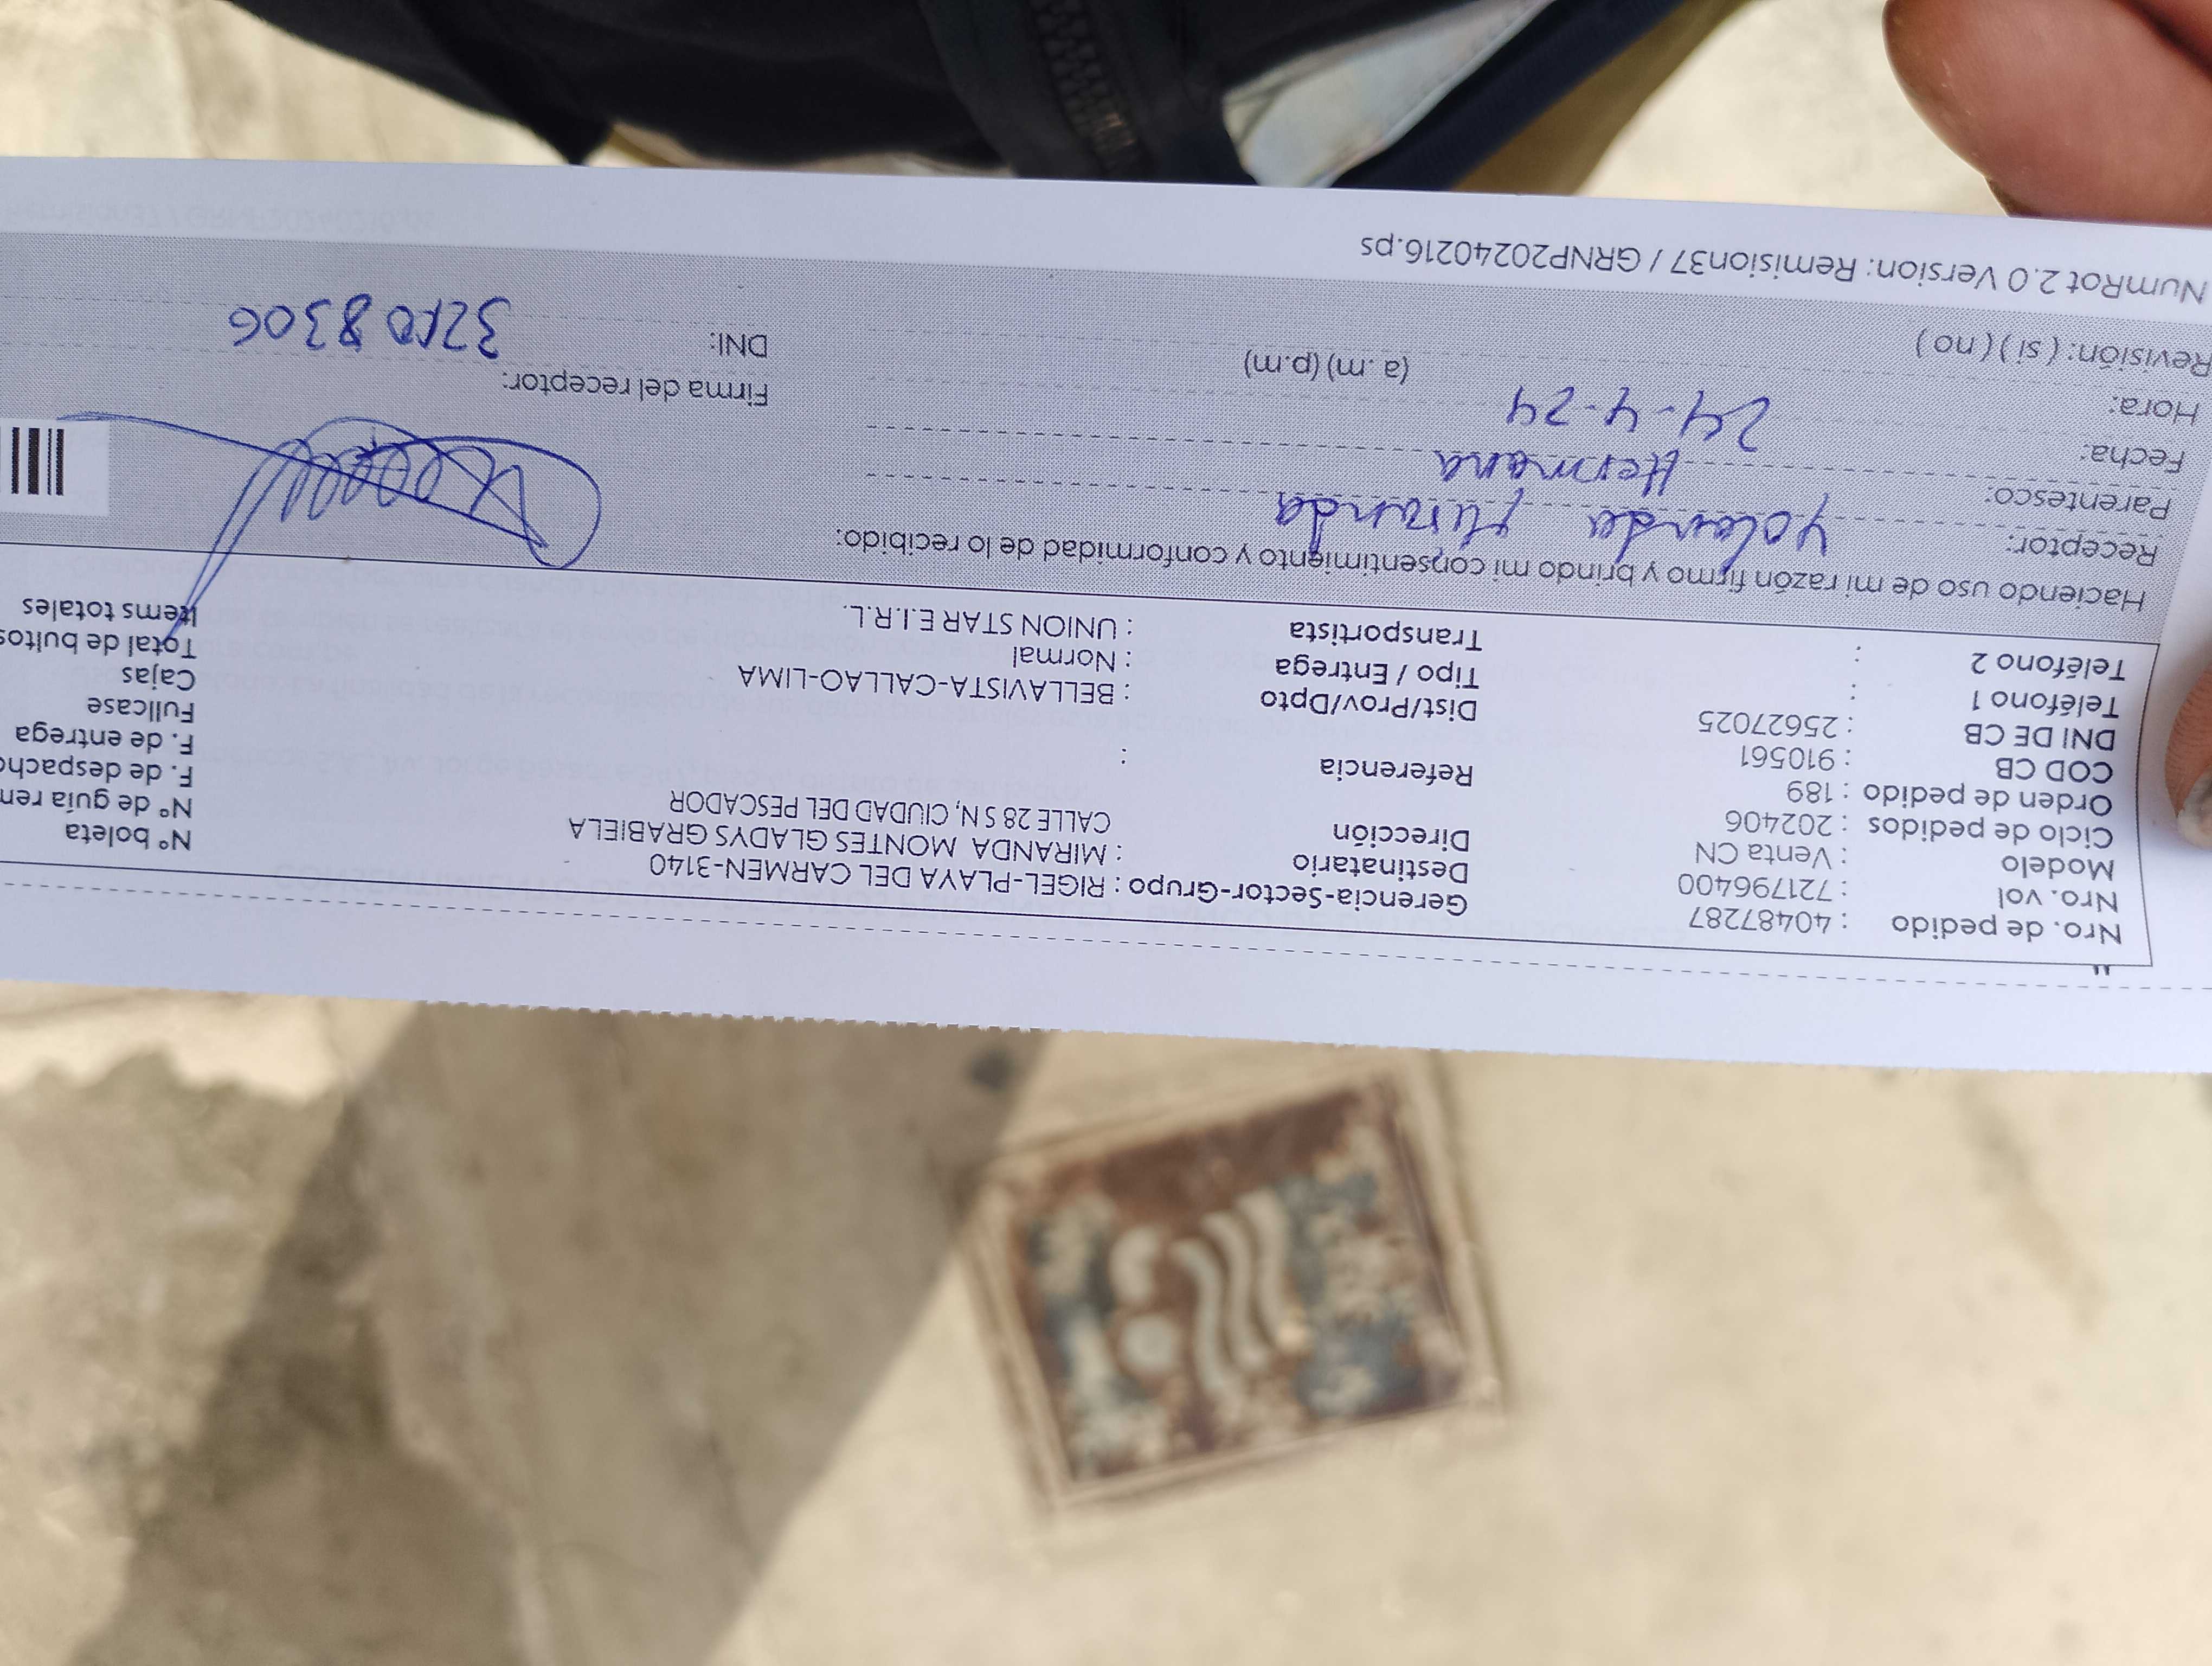 Nro. de pedido : 40487287
Nro. vol : 721796400
Modelo : Venta CN
Ciclo de pedidos : 202406
Orden de pedido : 189
COD CB : 910561
DNI DE CB : 25627025
Teléfono 1 :
Teléfono 2 :
Gerencia-Sector-Grupo : RIGEL-PLAYA DEL CARMEN-3140
Destinatario : MIRANDA MONTES GLADYS GRABIELA
Dirección CALLE 28 S N, CIUDAD DEL PESCADOR
Referencia :
Dist/Prov/Dpto : BELLAVISTA-CALLAO-LIMA
Tipo / Entrega : Normal
Transportista : UNION STAR E.I.R.L.
Nº boleta
Nº de guía rem
F. de despacho
F. de entrega
Fullcase
Cajas
Total de bultos
Items totales
Haciendo uso de mi razón firmo y brindo mi consentimiento y conformidad de lo recibido:
Receptor: Yolanda
Parentesco: Hermana
Fecha: 24-4-24
Hora: (a.m) (p.m)
Revisión: ( si ) ( no )
Firma del receptor:
DNI:
NumRot 2.0 Version: Remision37 / GRNP20240216.ps